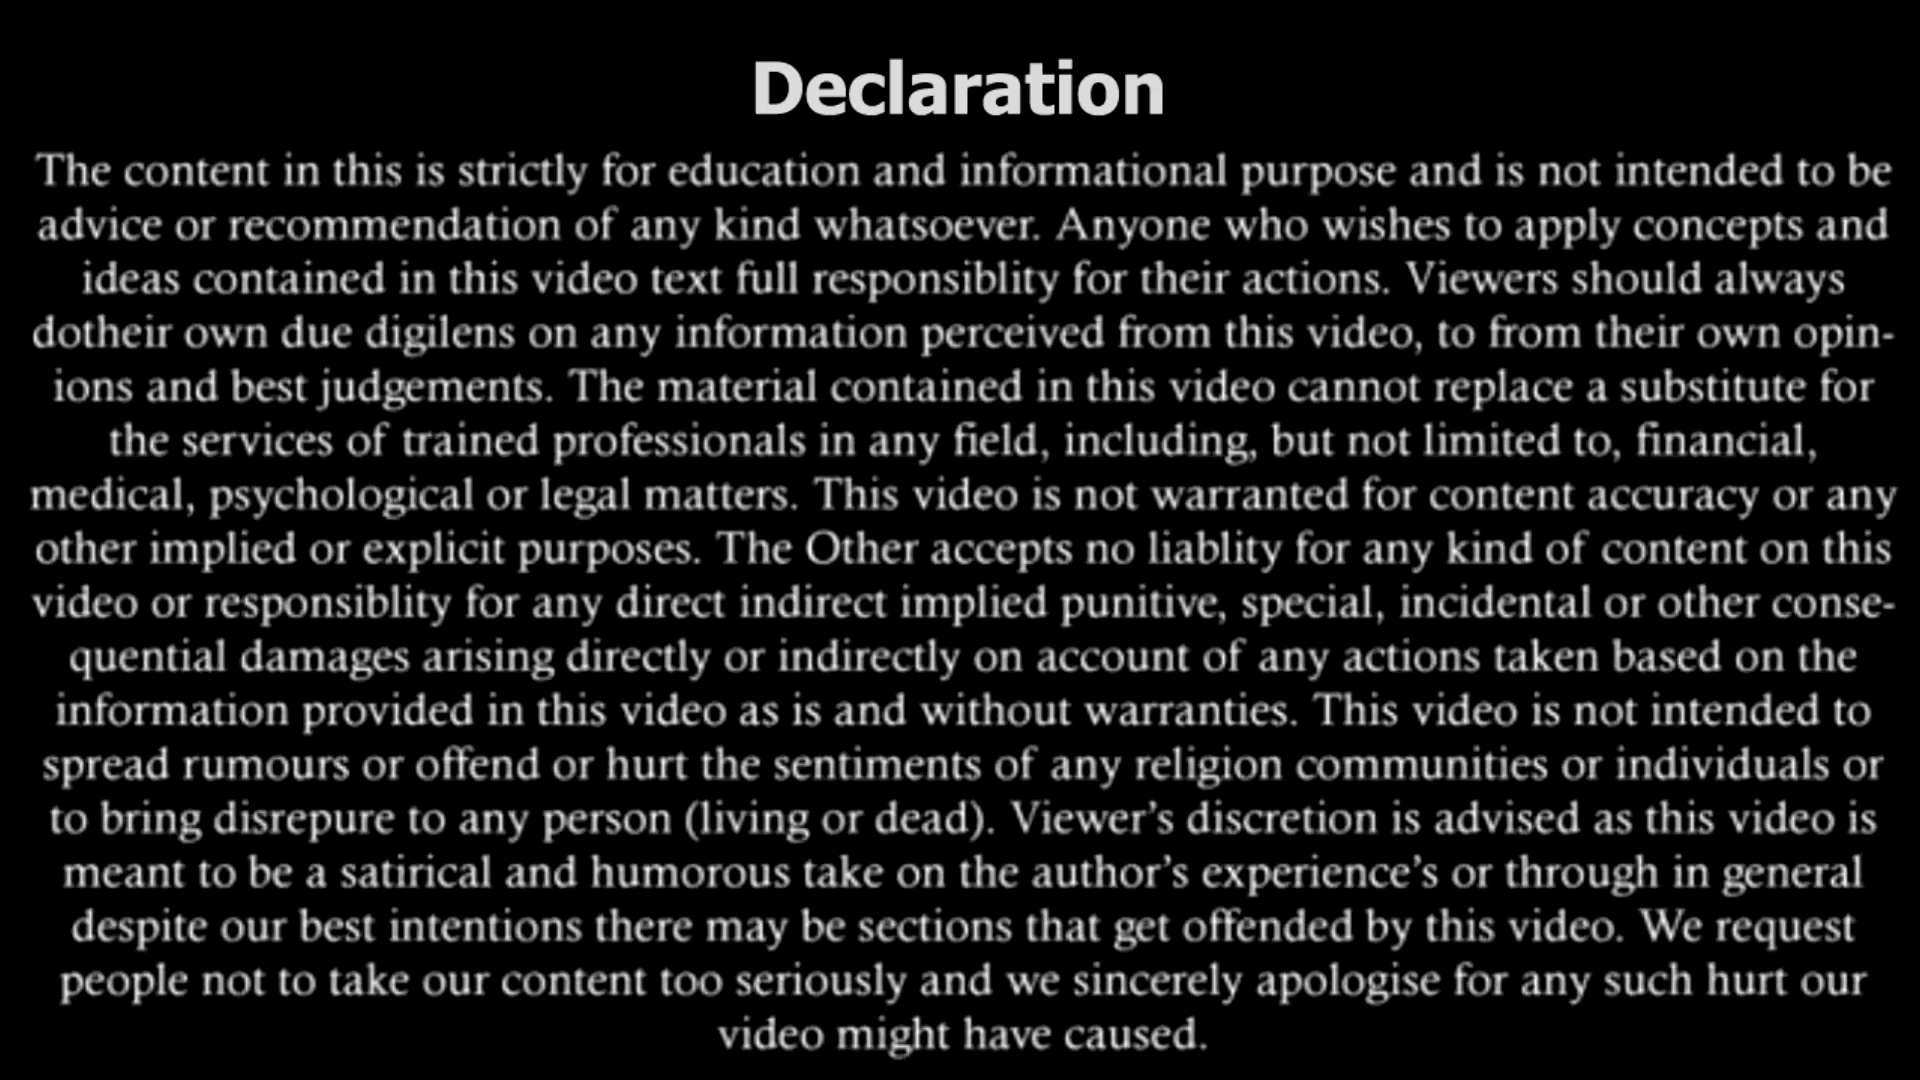 Declaration
The content in this is strictly for education and informational purpose and is not intended to be
advice or recommendation of any kind whatsoever. Anyone who wishes to apply concepts and
ideas contained in this video text full responsiblity for their actions. Viewers should always
dotheir own due digilens on any information perceived from this video, to from their own opin-
ions and best judgements. The material contained in this video cannot replace a substitute for
the services of trained professionals in any field, including, but not limited to, financial,
medical, psychological or legal matters. This video is not warranted for content accuracy or any
other implied or explicit purposes. The Other accepts no liablity for any kind of content on this
video or responsiblity for any direct indirect implied punitive, special, incidental or other conse-
quential damages arising directly or indirectly on account of any actions taken based on the
information provided in this video as is and without warranties. This video is not intended to
spread rumours or offend or hurt the sentiments of any religion communities or individuals or
to bring disrepure to any person (living or dead). Viewer's discretion is advised as this video is
meant to be a satirical and humorous take on the author's experience's or through in general
despite our best intentions there may be sections that get offended by this video. We request
people not to take our content too seriously and we sincerely apologise for any such hurt our
video might have caused.